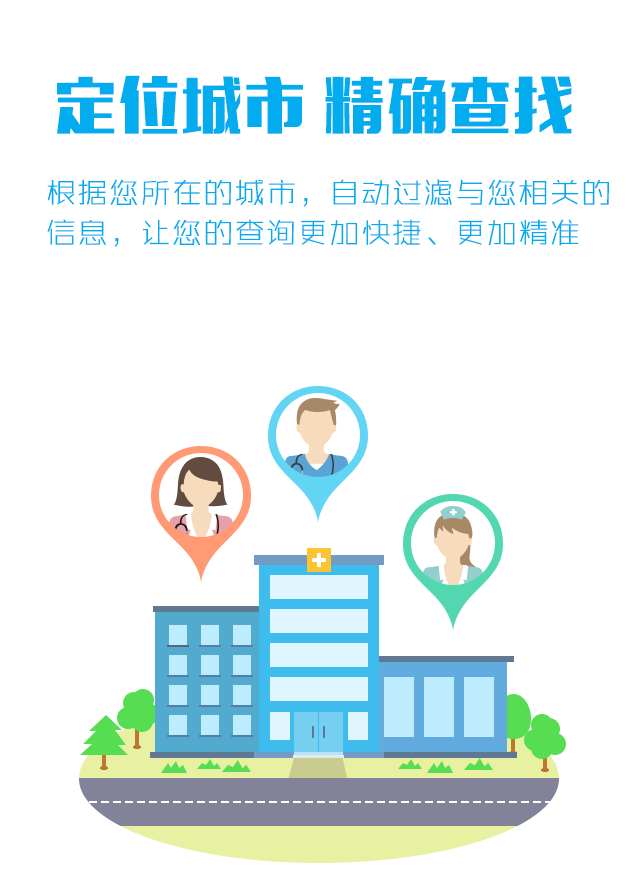 定位城市 精确查找
根据您所在的城市，自动过滤与您相关的
信息，让您的查询更加快捷、更加精准